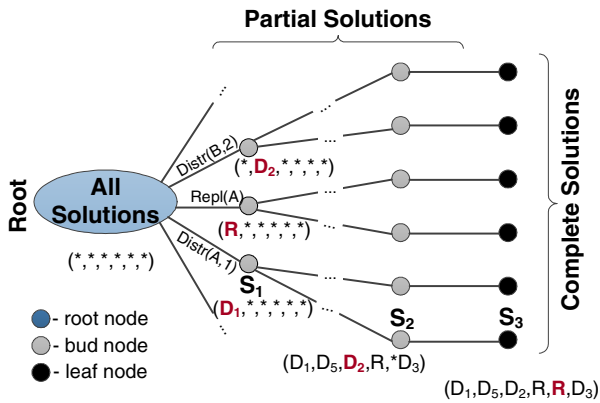 Partial Solutions
...
...
...
Distr(B,2)
(*,D2,*,*,*,*)
Root
All
Solutions
Repl(A)
...
...
(R,*,*,*,*,*)
Complete Solutions
(*,*,*,*,*,*)
Distr(A,1)
...
S1
(D1,*,*,*,*,*)
...
...
- root node
- bud node
- leaf node
S2
S3
(D1,D5,D2,R,*D3)
(D1,D5,D2,R,R,D3)